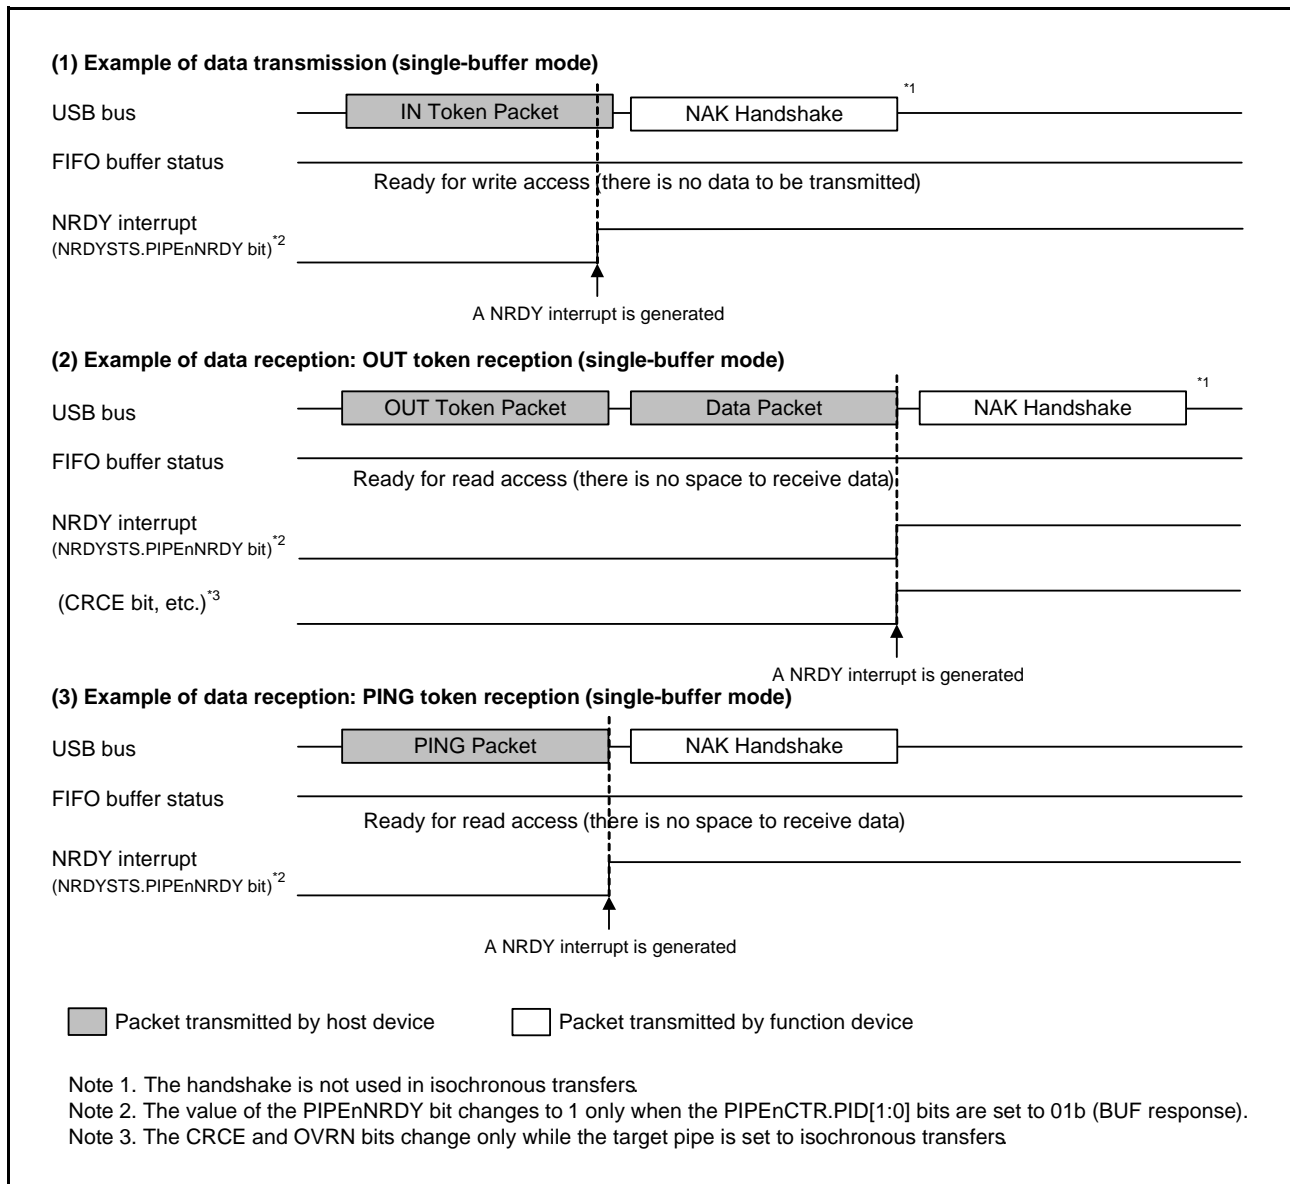 (1) Example of data transmission (single-buffer mode)
USB bus
IN Token Packet
NAK Handshake
*1
FIFO buffer status
Ready for write access (there is no data to be transmitted)
NRDY interrupt
(NRDYSTS.PIPEnNRDY bit)*2
A NRDY interrupt is generated
(2) Example of data reception: OUT token reception (single-buffer mode)
USB bus
OUT Token Packet
Data Packet
NAK Handshake
*1
FIFO buffer status
Ready for read access (there is no space to receive data)
NRDY interrupt
(NRDYSTS.PIPEnNRDY bit)*2
(CRCE bit, etc.)*3
A NRDY interrupt is generated
(3) Example of data reception: PING token reception (single-buffer mode)
USB bus
PING Packet
NAK Handshake
FIFO buffer status
Ready for read access (there is no space to receive data)
NRDY interrupt
(NRDYSTS.PIPEnNRDY bit)*2
A NRDY interrupt is generated
Packet transmitted by host device
Packet transmitted by function device
Note 1. The handshake is not used in isochronous transfers.
Note 2. The value of the PIPEnNRDY bit changes to 1 only when the PIPEnCTR.PID[1:0] bits are set to 01b (BUF response).
Note 3. The CRCE and OVRN bits change only while the target pipe is set to isochronous transfers.